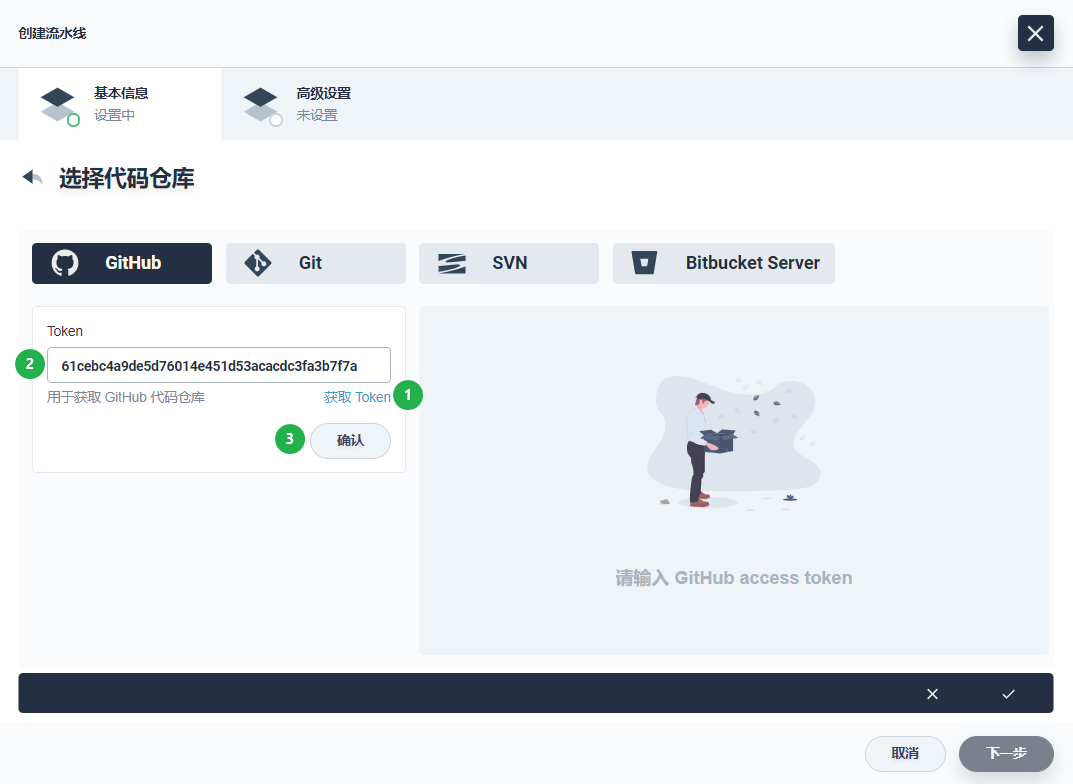 创建流水线
基本信息
设置中
高级设置
未设置
选择代码仓库
GitHub
Git
SVN
Bitbucket Server
Token
2
61cebc4a9de5d76014e451d53acacdc3fa3b7f7a
用于获取 GitHub 代码仓库
获取 Token
1
3
确认
请输入 GitHub access token
取消
下一步